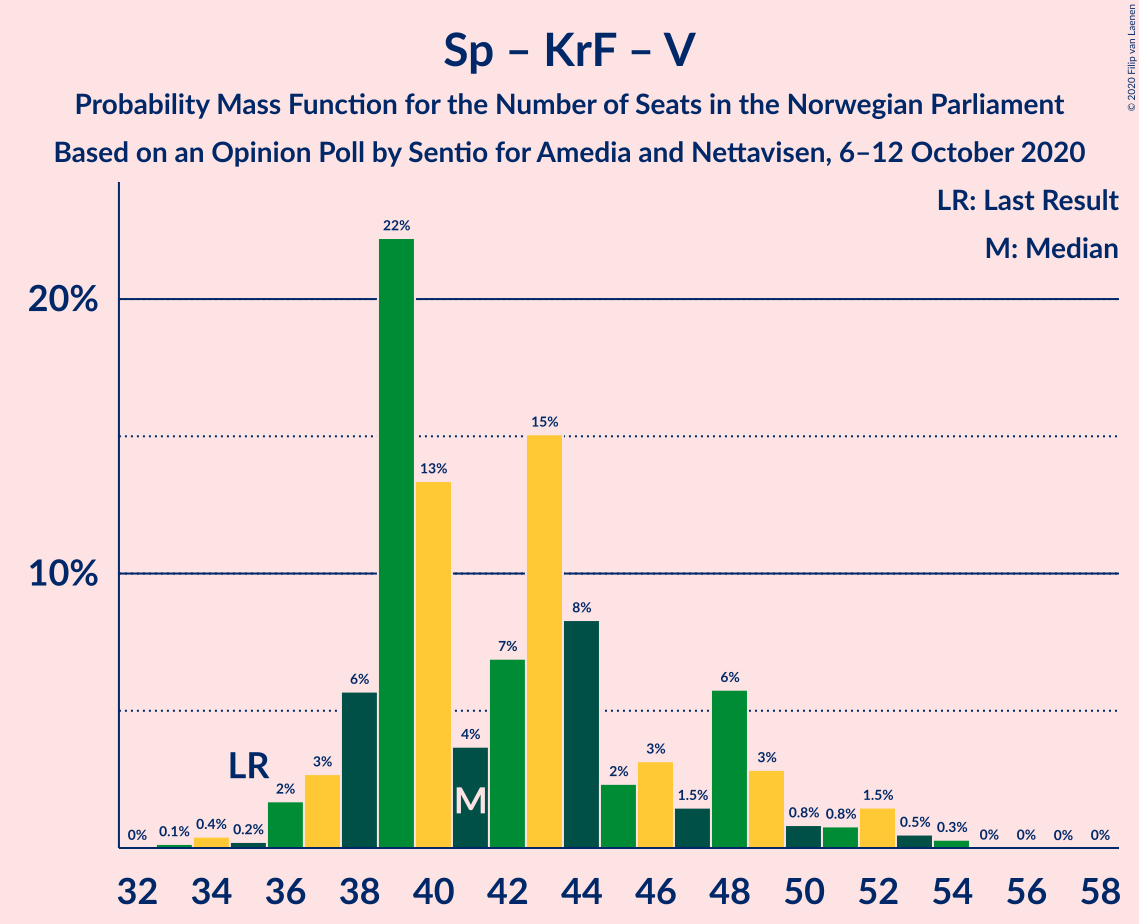 Sp – KrF – V
Probability Mass Function for the Number of Seats in the Norwegian Parliament
Based on an Opinion Poll by Sentio for Amedia and Nettavisen, 6–12 October 2020
© 2020 Filip van Laenen
LR: Last Result
M: Median
20%
10%
0% 0.1% 0.4% 0.2% 2% 3% 6% 22% 13% 4% 7% 15% 8% 2% 3% 1.5% 6% 3% 0.8% 0.8% 1.5% 0.5% 0.3% 0% 0% 0% 0%
LR
M
32 34 36 38 40 42 44 46 48 50 52 54 56 58